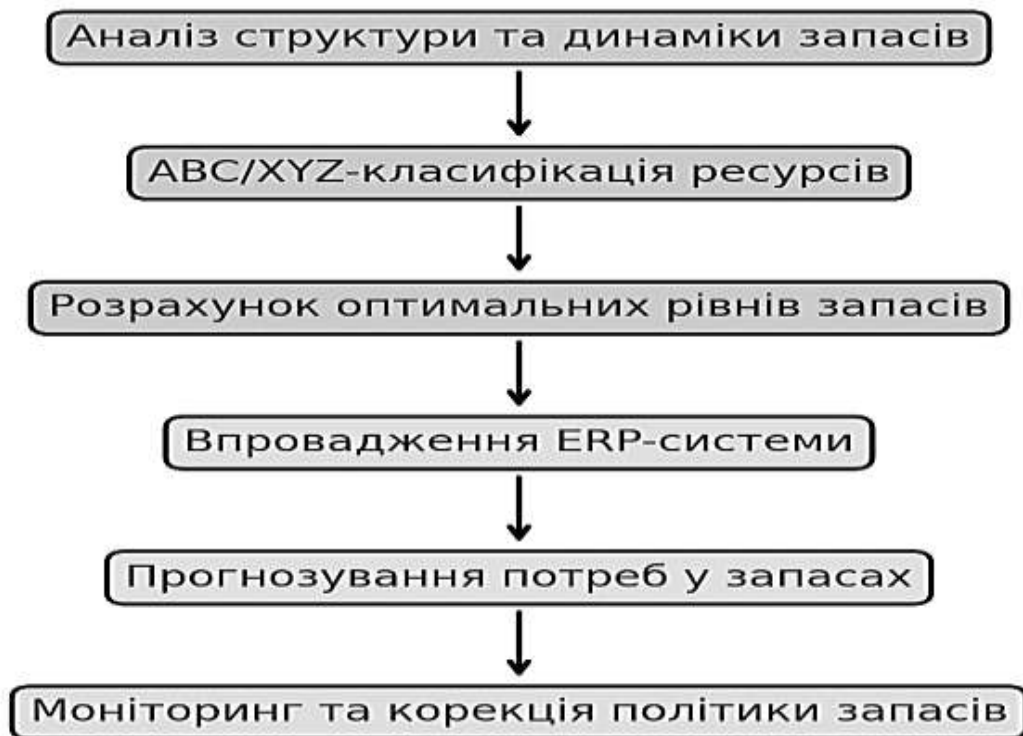 Аналіз структури та динаміки запасів
ABC/XYZ-класифікація ресурсів
Розрахунок оптимальних рівнів запасів
Впровадження ERP-системи
Прогнозування потреб у запасах
Моніторинг та корекція політики запасів